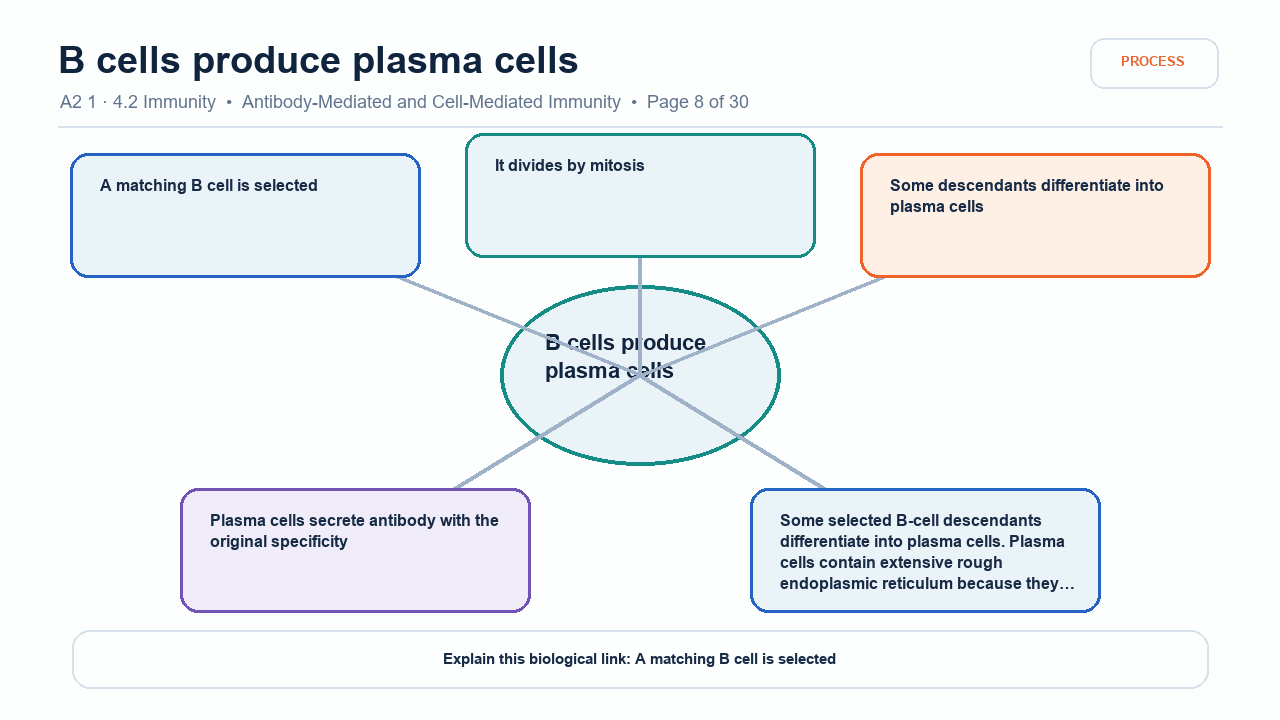 B cells produce plasma cells
PROCESS
A2 1 · 4.2 Immunity • Antibody-Mediated and Cell-Mediated Immunity • Page 8 of 30
A matching B cell is selected
It divides by mitosis
Some descendants differentiate into
plasma cells
B cells produce
plasma cells
Plasma cells secrete antibody with the
original specificity
Some selected B-cell descendants
differentiate into plasma cells. Plasma
cells contain extensive rough
endoplasmic reticulum because they…
Explain this biological link: A matching B cell is selected